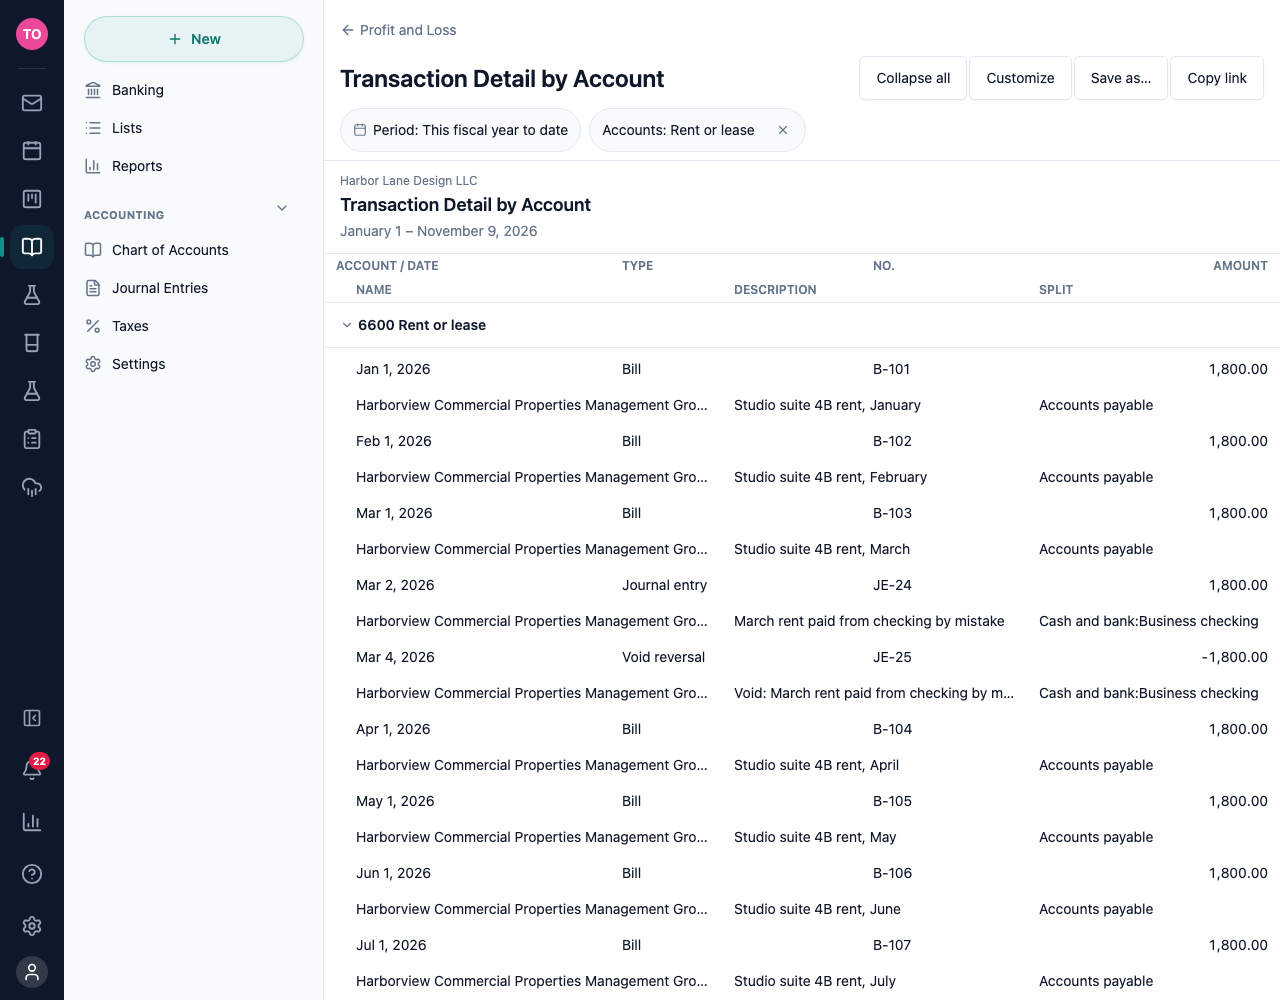 TO
22
New
Banking
Lists
Reports
ACCOUNTING
Chart of Accounts
Journal Entries
Taxes
Settings
Profit and Loss
Transaction Detail by Account
Collapse all
Customize
Save as...
Copy link
Period: This fiscal year to date
Accounts: Rent or lease
Harbor Lane Design LLC
Transaction Detail by Account
January 1 – November 9, 2026
ACCOUNT / DATE TYPE NO. AMOUNT
NAME DESCRIPTION SPLIT
6600 Rent or lease
Jan 1, 2026 Bill B-101 1,800.00
Harborview Commercial Properties Management Gro... Studio suite 4B rent, January Accounts payable
Feb 1, 2026 Bill B-102 1,800.00
Harborview Commercial Properties Management Gro... Studio suite 4B rent, February Accounts payable
Mar 1, 2026 Bill B-103 1,800.00
Harborview Commercial Properties Management Gro... Studio suite 4B rent, March Accounts payable
Mar 2, 2026 Journal entry JE-24 1,800.00
Harborview Commercial Properties Management Gro... March rent paid from checking by mistake Cash and bank:Business checking
Mar 4, 2026 Void reversal JE-25 -1,800.00
Harborview Commercial Properties Management Gro... Void: March rent paid from checking by m... Cash and bank:Business checking
Apr 1, 2026 Bill B-104 1,800.00
Harborview Commercial Properties Management Gro... Studio suite 4B rent, April Accounts payable
May 1, 2026 Bill B-105 1,800.00
Harborview Commercial Properties Management Gro... Studio suite 4B rent, May Accounts payable
Jun 1, 2026 Bill B-106 1,800.00
Harborview Commercial Properties Management Gro... Studio suite 4B rent, June Accounts payable
Jul 1, 2026 Bill B-107 1,800.00
Harborview Commercial Properties Management Gro... Studio suite 4B rent, July Accounts payable